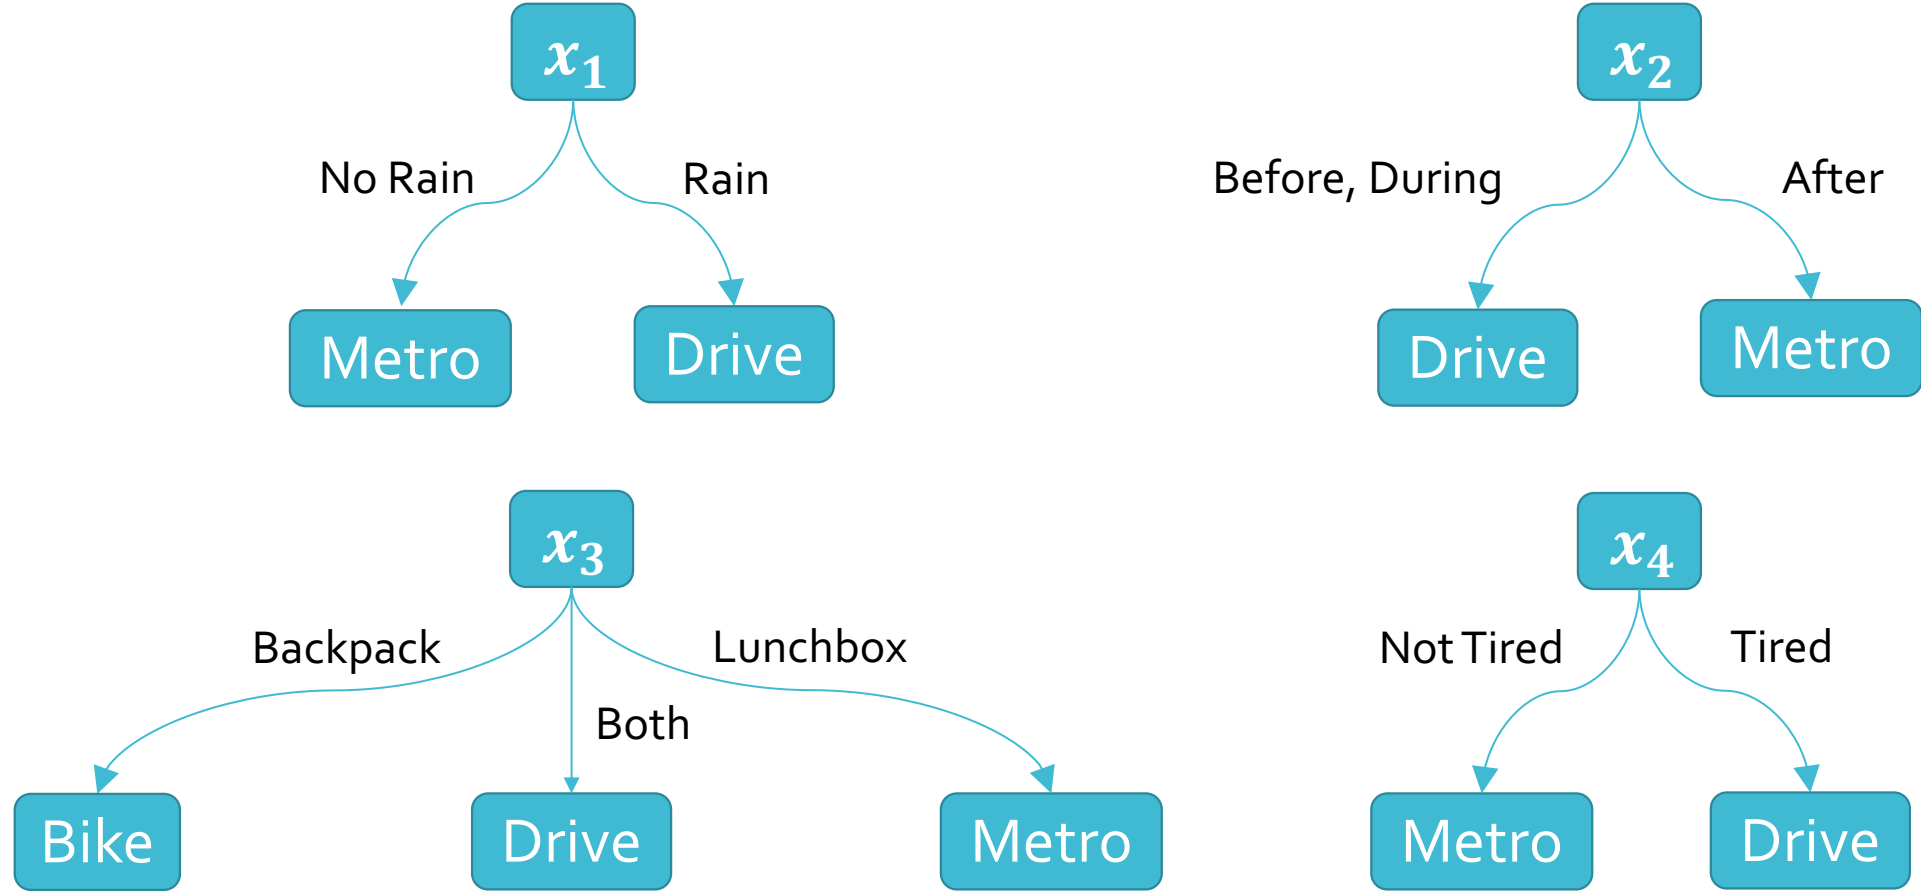 x₁
No Rain
Rain
Metro
Drive
x₂
Before, During
After
Drive
Metro
x₃
Backpack
Both
Lunchbox
Bike
Drive
Metro
x₄
Not Tired
Tired
Metro
Drive